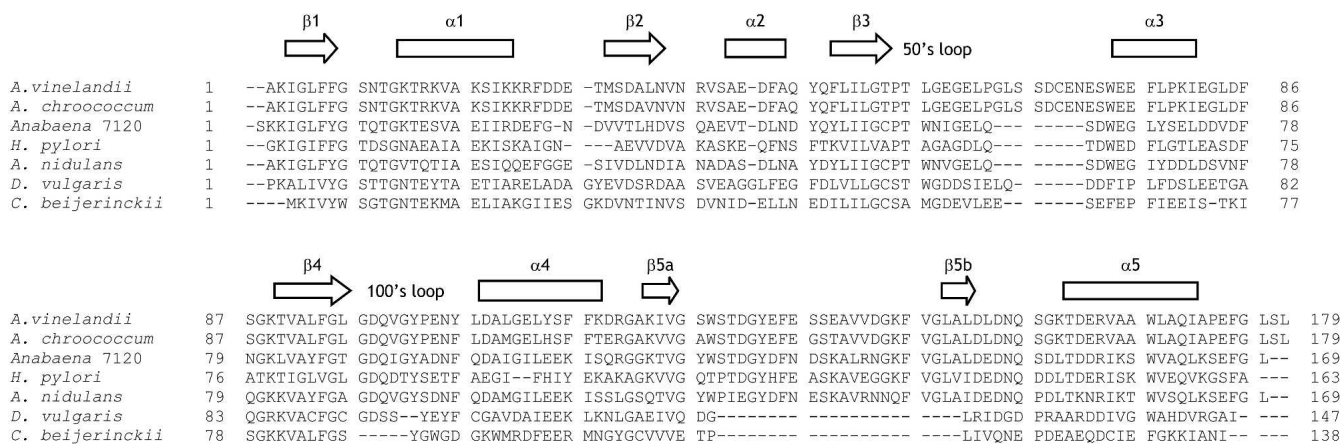 β1 α1 β2 α2 β3 50's loop α3
A.vinelandii 1 --AKIGLFFG SNTGKTRKVA KSIKKRFDDE -TMSDALNVN RVSAE-DFAQ YQFLILGTPT LGEGELPGLS SDCENESWEE FLPKIEGLDF 86
A. chroococcum 1 --AKIGLFFG SNTGKTRKVA KSIKKRFDDE -TMSDAVNVN RVSAE-DFAQ YQFLILGTPT LGEGELPGLS SDCENESWEE FLPKIEGLDF 86
Anabaena 7120 1 -SKKIGLFYG TQTGKTESVA EIIRDEFGN-D -DVVTLHDVS QAEVT-DLND YQYLIIGCPT WNIGELQ--- -----SDWEG LYSELDDVDF 78
H. pylori 1 -GKIGIFFG TDSGNAEAIA EKISKAIGN- --AEVVDVA KASKE-QFNS FTKVILVAPT AGAGDLQ--- -----TDWED FLGTLEASDF 75
A. nidulans 1 --AKIGLFYG TQTGVTQTIA ESIQQEFGGE -SIVDLNDIA NADAS-DLNA YDYLIIGCPT WNVGELQ--- -----SDWEG IYDDLDSVNF 78
D. vulgaris 1 -PKALIVYG STTGNTEYTA ETIARELADA GYEVDSRDAA SVEAGGLFEG FDLVLLGCST WGDDSIELQ- -----DDFIP LFDSLEETGA 82
C. beijerinckii 1 ----MKIVYW SGTGNTEKMA ELIAKGIIES GKDVNTINVS DVNID-ELLN EDILILGCSA MGDEVLEE-- -----SEFEP FIEEIS-TKI 77
β4 100's loop α4 β5a β5b α5
A.vinelandii 87 SGKTVALFGL GDQVGYPENY LDALGELYSF FKDRGAKIVG SWSTDGYEFE SSEAVVDGKF VGLALDLDNQ SGKTDERVAA WLAQIAPEFG LSL 179
A. chroococcum 87 SGKTVALFGL GDQVGYPENY LDAMGELHSF FTERGAKIVG AWSTDGYEFE GSTAVVDGKF VGLALDLDNQ SGKTDERVAA WLAQIAPEFG LSL 179
Anabaena 7120 79 NGKLVAYFGT GDQIGYADNF QDAIGILEEK ISQRGGKTVG YWSTDGYDFN DSKALRNGKF VGLALDEDNQ SDLTDDRIKS WVAQLKSEFG L-- 169
H. pylori 76 ATKTIGLVGL GDQDTYSETF AEGI--FHIY EKAKAGKVVG QTPTDGYHFE ASKAVEGGKF VGLVIDEDNQ DDLTDERISK WVEQVKGSFA --- 163
A. nidulans 79 QGKKVAYFGA GDQVGYSDNF QDAMGILEEK ISSLGSQTVG YWPIEGYDFN ESKAVRNNQF VGLAIDEDNQ PDLTKNRIKT WVSQLKSEFG L-- 169
D. vulgaris 83 QGRKVACFGC GDSS--YEYF CGAVDAIEEK LKNLGAEIVQ DG-------- ---------- --LRIDGDP PRAARDDIVG WAHDVRGAI- --- 147
C. beijerinckii 78 SGKKVALFGS -----YGWGD GKWMRDFEER MNGYGCVVVE TP-------- ---------- --LIVQNEP PDEAEQDCIE FGKKIANI-- --- 138